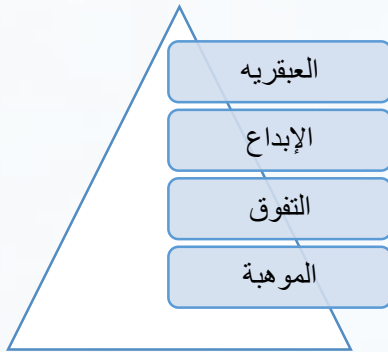 العبقريه
الإبداع
التفوق
الموهبة